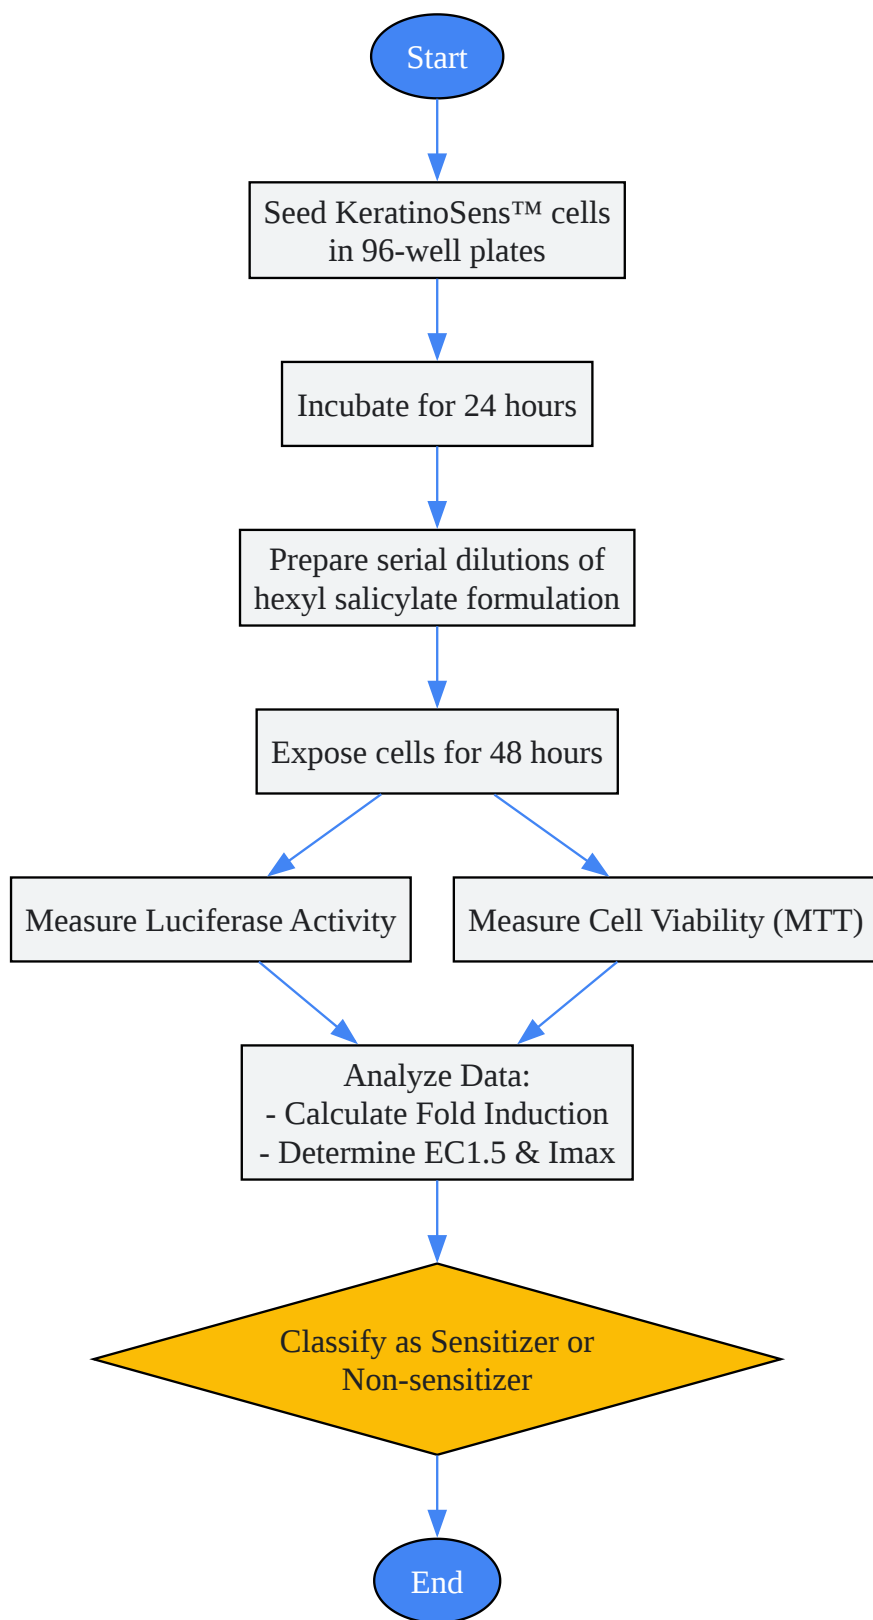 Start
Seed KeratinoSens™ cells
in 96-well plates
Incubate for 24 hours
Prepare serial dilutions of
hexyl salicylate formulation
Expose cells for 48 hours
Measure Luciferase Activity
Measure Cell Viability (MTT)
Analyze Data:
- Calculate Fold Induction
- Determine EC1.5 & Imax
Classify as Sensitizer or
Non-sensitizer
End